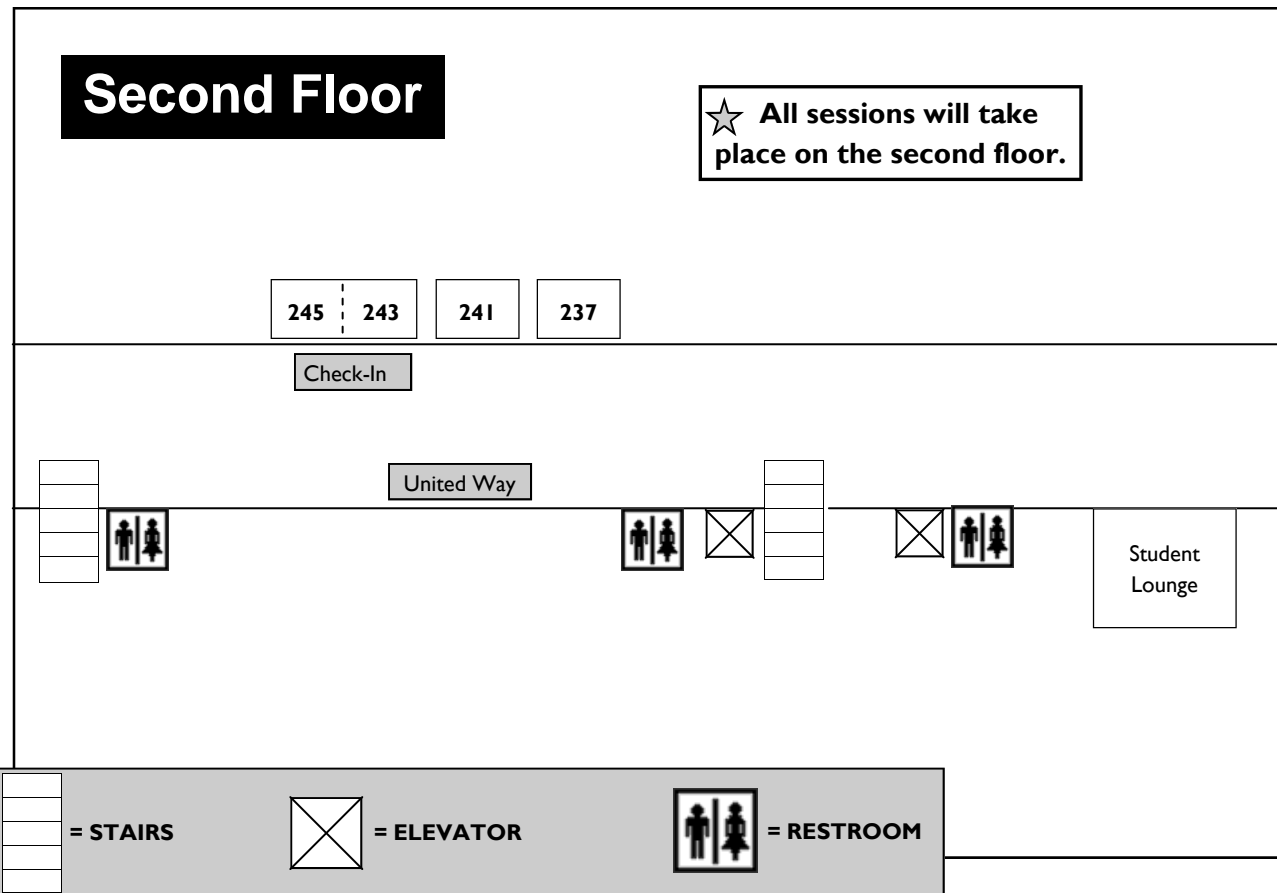 Second Floor
All sessions will take
place on the second floor.
245 243 241 237
Check-In
United Way
Student
Lounge
= STAIRS
= ELEVATOR
= RESTROOM